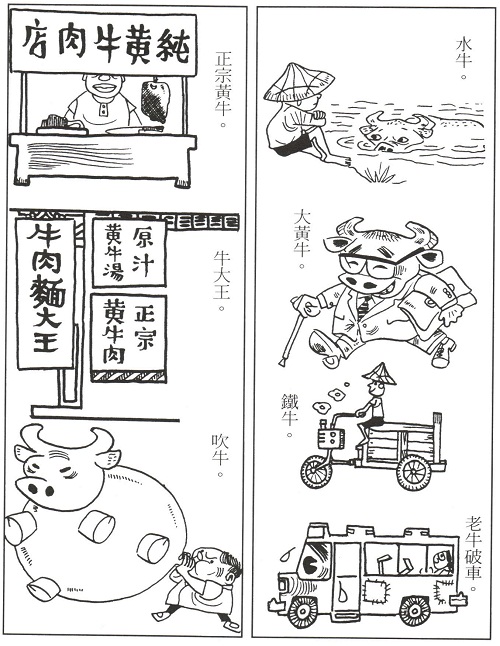 水牛。
大黃牛。
鐵牛。
老牛破車。
正宗黃牛。
純黃牛肉店
牛大王。
原汁
黃牛湯
正宗
黃牛肉
牛肉麵大王
吹牛。